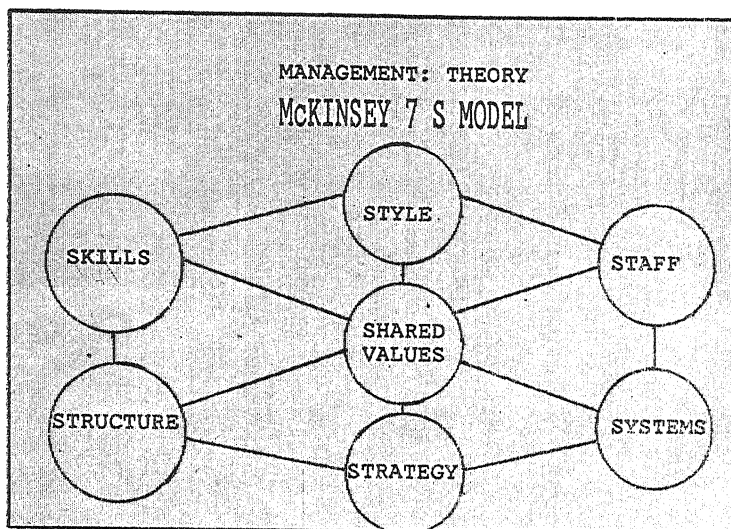 MANAGEMENT: THEORY
McKINSEY 7 S MODEL
STYLE
SKILLS
STAFF
SHARED
VALUES
STRUCTURE
SYSTEMS
STRATEGY